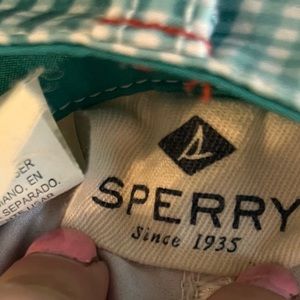 MANO. EN
SEPARADO.
SPERRY
Since 1935